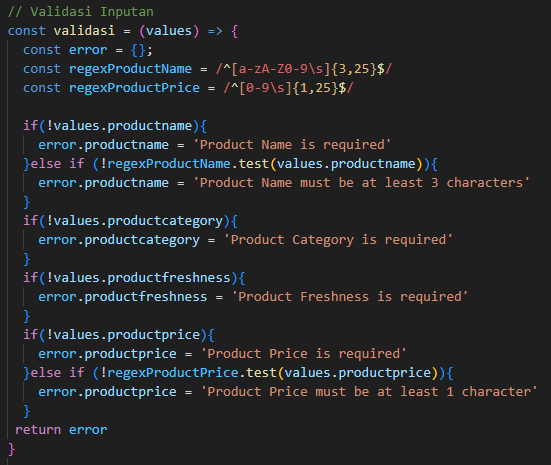 // Validasi Inputan
const validasi = (values) => {
const error = {};
const regexProductName = /^[a-zA-Z0-9\s]{3,25}$/
const regexProductPrice = /^[0-9\s]{1,25}$/
if(!values.productname){
error.productname = 'Product Name is required'
}else if (!regexProductName.test(values.productname)){
error.productname = 'Product Name must be at least 3 characters'
}
if(!values.productcategory){
error.productcategory = 'Product Category is required'
}
if(!values.productfreshness){
error.productfreshness = 'Product Freshness is required'
}
if(!values.productprice){
error.productprice = 'Product Price is required'
}else if (!regexProductPrice.test(values.productprice)){
error.productprice = 'Product Price must be at least 1 character'
}
return error
}